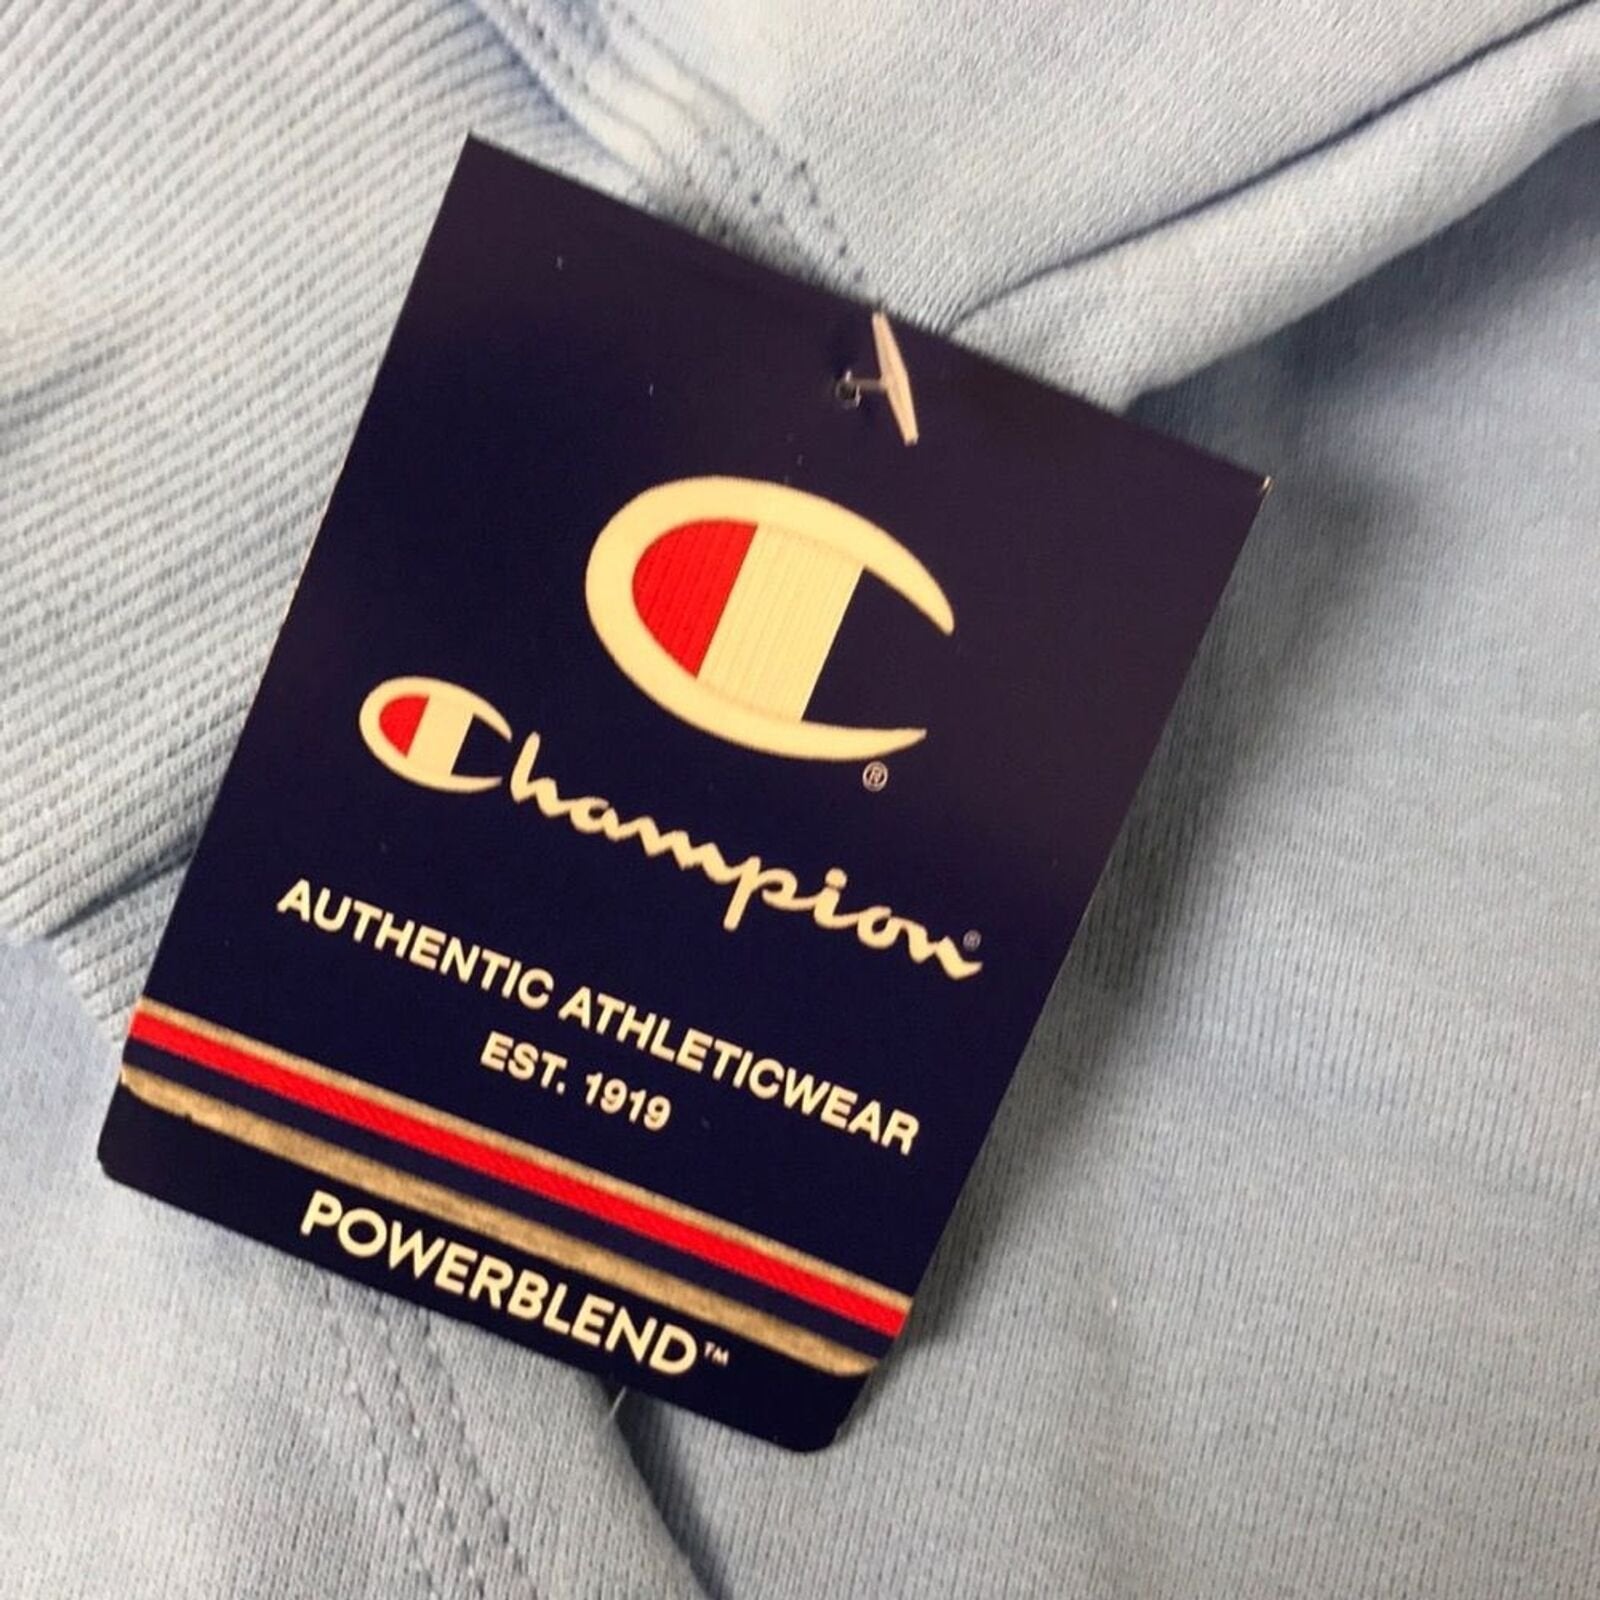 C®
Champion®
AUTHENTIC ATHLETICWEAR
EST. 1919
POWERBLEND™